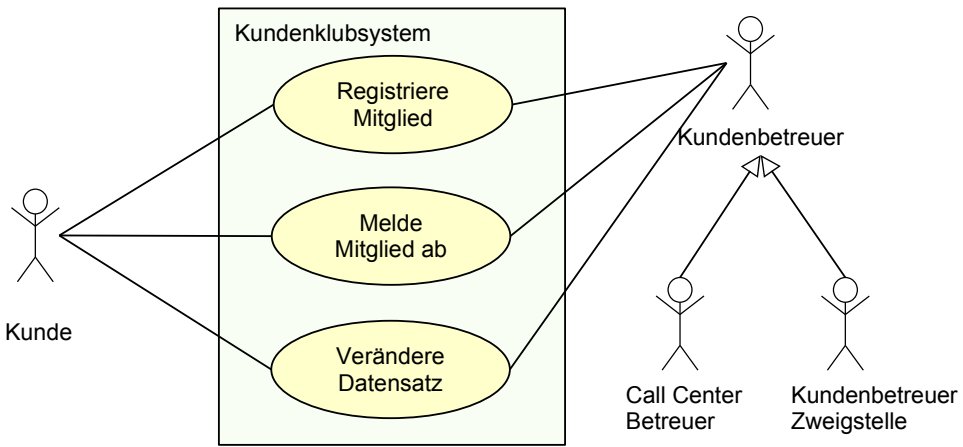 Kundenklubsystem
Registriere
Mitglied
Melde
Mitglied ab
Verändere
Datensatz
Kunde
Kundenbetreuer
Call Center
Betreuer
Kundenbetreuer
Zweigstelle